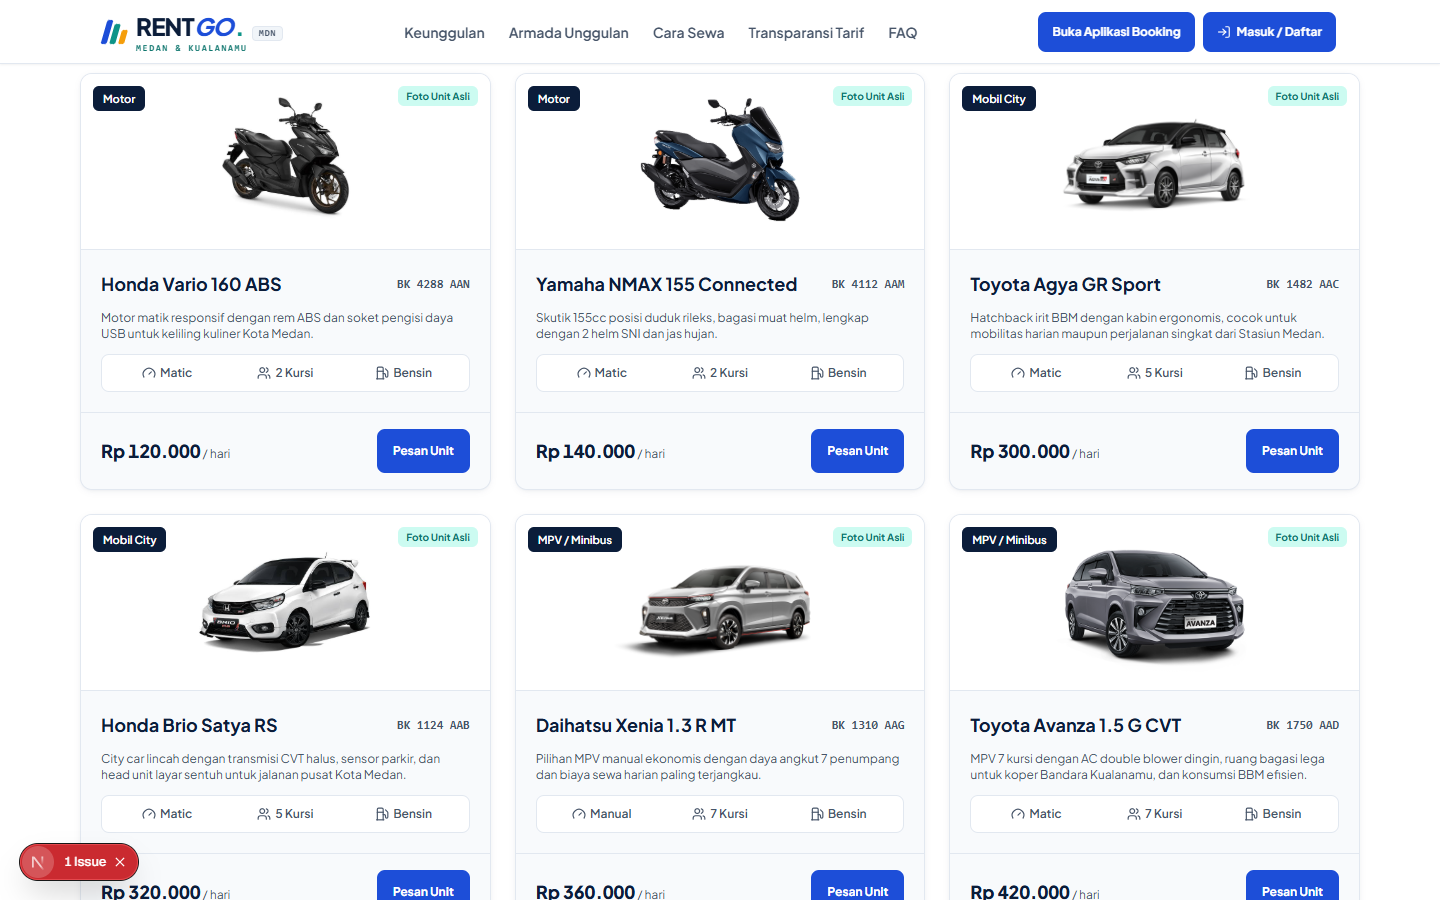 RENTGO.
MEDAN & KUALANAMU
MDN
Keunggulan
Armada Unggulan
Cara Sewa
Transparansi Tarif
FAQ
Buka Aplikasi Booking
Masuk / Daftar
Motor
Foto Unit Asli
Honda Vario 160 ABS
BK 4288 AAN
Motor matik responsif dengan rem ABS dan soket pengisi daya
USB untuk keliling kuliner Kota Medan.
Matic
2 Kursi
Bensin
Rp 120.000 / hari
Pesan Unit
Motor
Foto Unit Asli
Yamaha NMAX 155 Connected
BK 4112 AAM
Skutik 155cc posisi duduk rileks, bagasi muat helm, lengkap
dengan 2 helm SNI dan jas hujan.
Matic
2 Kursi
Bensin
Rp 140.000 / hari
Pesan Unit
Mobil City
Foto Unit Asli
Toyota Agya GR Sport
BK 1482 AAC
Hatchback irit BBM dengan kabin ergonomis, cocok untuk
mobilitas harian maupun perjalanan singkat dari Stasiun Medan.
Matic
5 Kursi
Bensin
Rp 300.000 / hari
Pesan Unit
Mobil City
Foto Unit Asli
BRIO
Honda Brio Satya RS
BK 1124 AAB
City car lincah dengan transmisi CVT halus, sensor parkir, dan
head unit layar sentuh untuk jalanan pusat Kota Medan.
Matic
5 Kursi
Bensin
Rp 320.000 / hari
Pesan Unit
MPV / Minibus
Foto Unit Asli
Daihatsu Xenia 1.3 R MT
BK 1310 AAG
Pilihan MPV manual ekonomis dengan daya angkut 7 penumpang
dan biaya sewa harian paling terjangkau.
Manual
7 Kursi
Bensin
Rp 360.000 / hari
Pesan Unit
MPV / Minibus
Foto Unit Asli
AVANZA
Toyota Avanza 1.5 G CVT
BK 1750 AAD
MPV 7 kursi dengan AC double blower dingin, ruang bagasi lega
untuk koper Bandara Kualanamu, dan konsumsi BBM efisien.
Matic
7 Kursi
Bensin
Rp 420.000 / hari
Pesan Unit
N
1 Issue